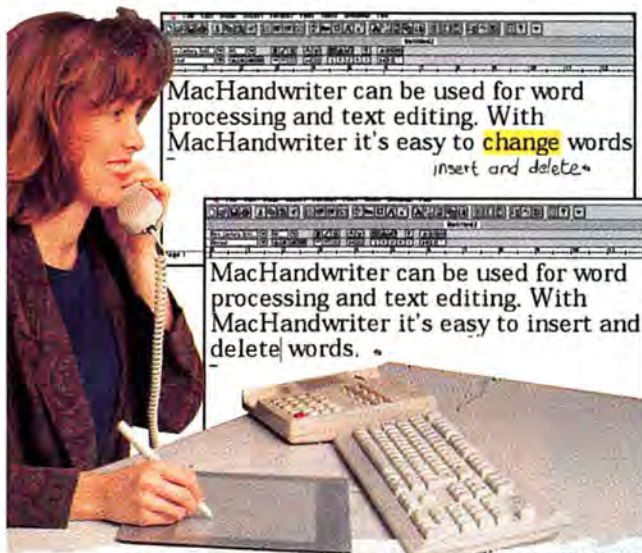 MacHandwriter can be used for word
processing and text editing. With
MacHandwriter it's easy to change words
insert and delete
MacHandwriter can be used for word
processing and text editing. With
MacHandwriter it's easy to insert and
delete words.